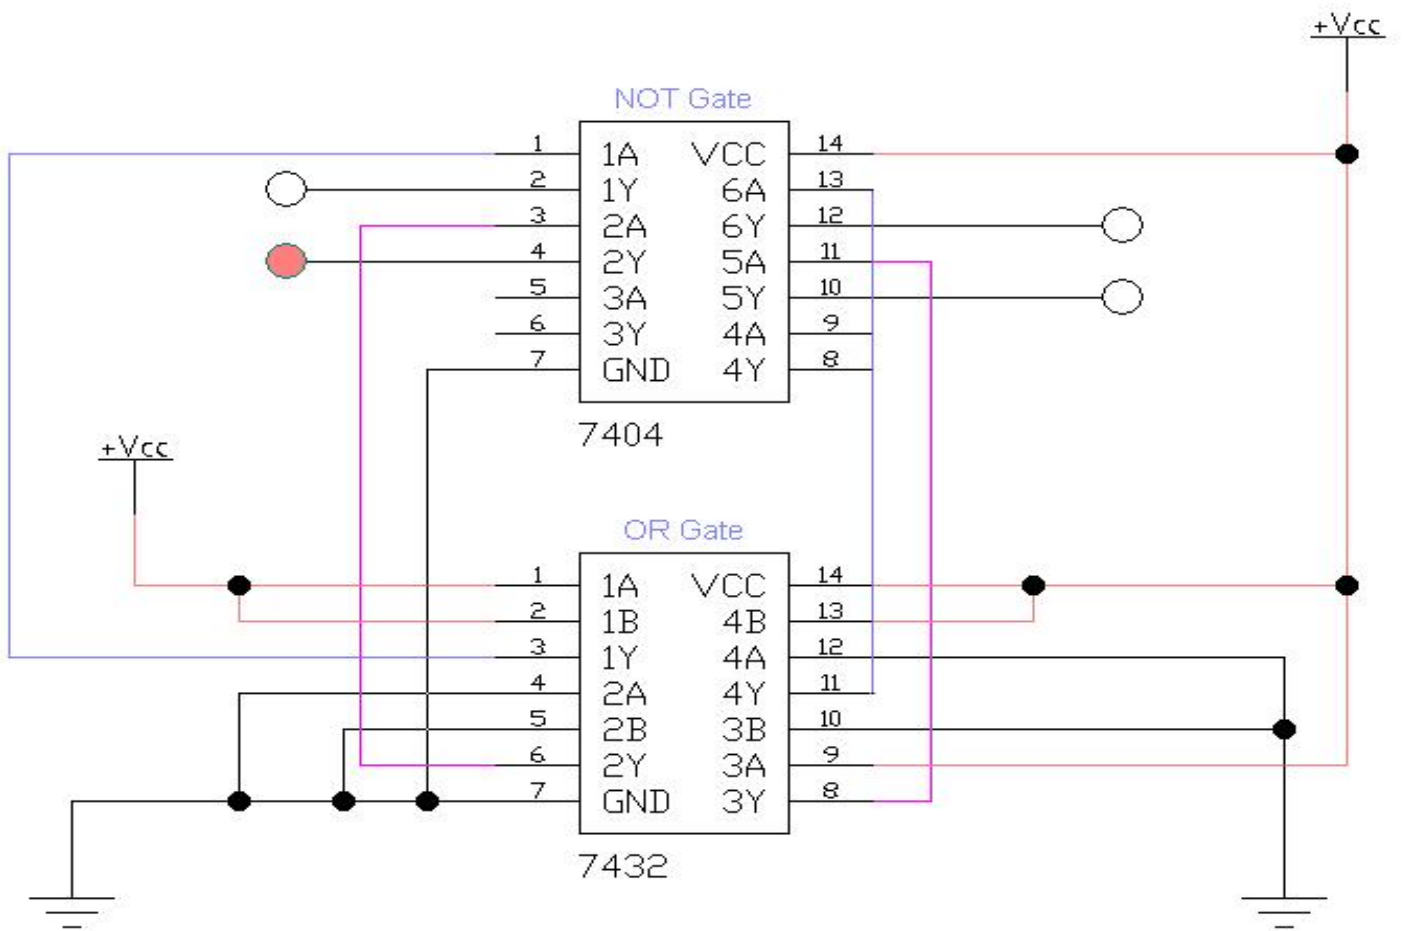 +Vcc
NOT Gate
1 1A VCC 14
2 1Y 6A 13
3 2A 6Y 12
4 2Y 5A 11
5 3A 5Y 10
6 3Y 4A 9
7 GND 4Y 8
7404
+Vcc
OR Gate
1 1A VCC 14
2 1B 4B 13
3 1Y 4A 12
4 2A 4Y 11
5 2B 3B 10
6 2Y 3A 9
7 GND 3Y 8
7432